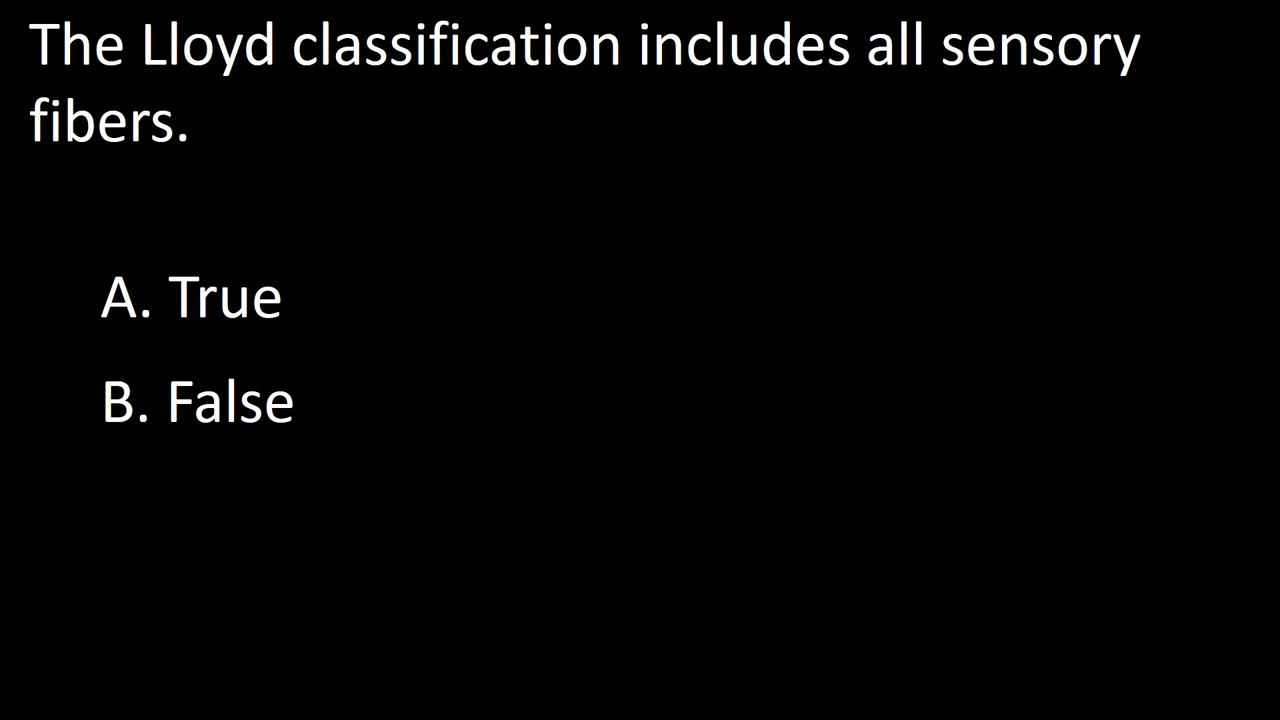 The Lloyd classification includes all sensory
fibers.
A. True
B. False